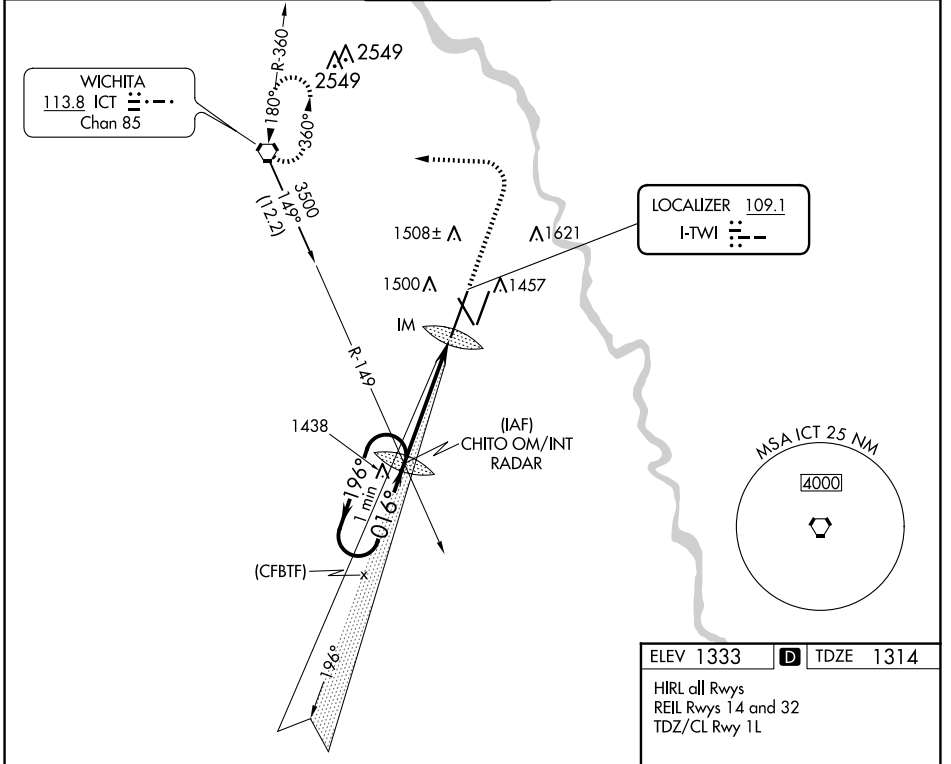 R-360
180°
360°
2549
2549
WICHITA
113.8 ICT
Chan 85
3500
149°
(12.2)
LOCALIZER 109.1
I-TWI
1508±
1621
1500
1457
IM
R-149
1438
(IAF)
CHITO OM/INT
RADAR
196°
1 min
016°
(CFBTF)
x
196°
MSA ICT 25 NM
4000
ELEV 1333 D TDZE 1314
HIRL all Rwys
REIL Rwys 14 and 32
TDZ/CL Rwy 1L